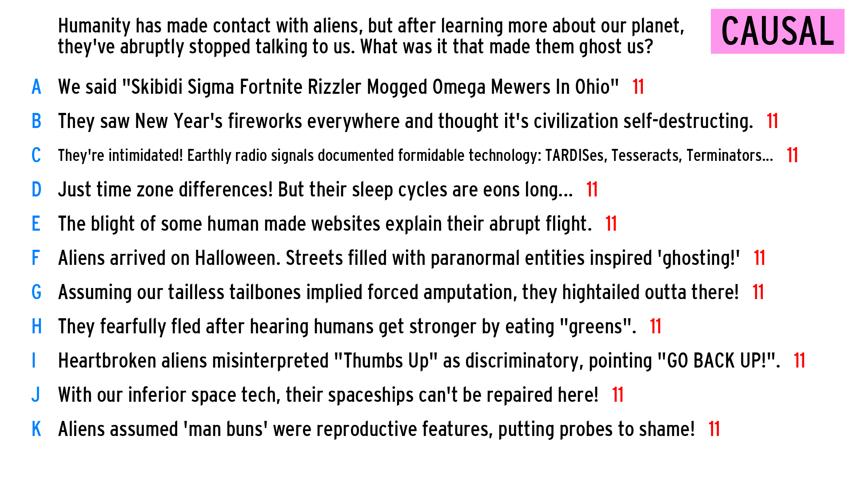 Humanity has made contact with aliens, but after learning more about our planet,
they've abruptly stopped talking to us. What was it that made them ghost us?
CAUSAL
A We said "Skibidi Sigma Fortnite Rizzler Mogged Omega Mewers In Ohio" 11
B They saw New Year's fireworks everywhere and thought it's civilization self-destructing. 11
C They're intimidated! Earthly radio signals documented formidable technology: TARDISes, Tesseracts, Terminators... 11
D Just time zone differences! But their sleep cycles are eons long... 11
E The blight of some human made websites explain their abrupt flight. 11
F Aliens arrived on Halloween. Streets filled with paranormal entities inspired 'ghosting!' 11
G Assuming our tailless tailbones implied forced amputation, they hightailed outta there! 11
H They fearfully fled after hearing humans get stronger by eating "greens". 11
I Heartbroken aliens misinterpreted "Thumbs Up" as discriminatory, pointing "GO BACK UP!". 11
J With our inferior space tech, their spaceships can't be repaired here! 11
K Aliens assumed 'man buns' were reproductive features, putting probes to shame! 11